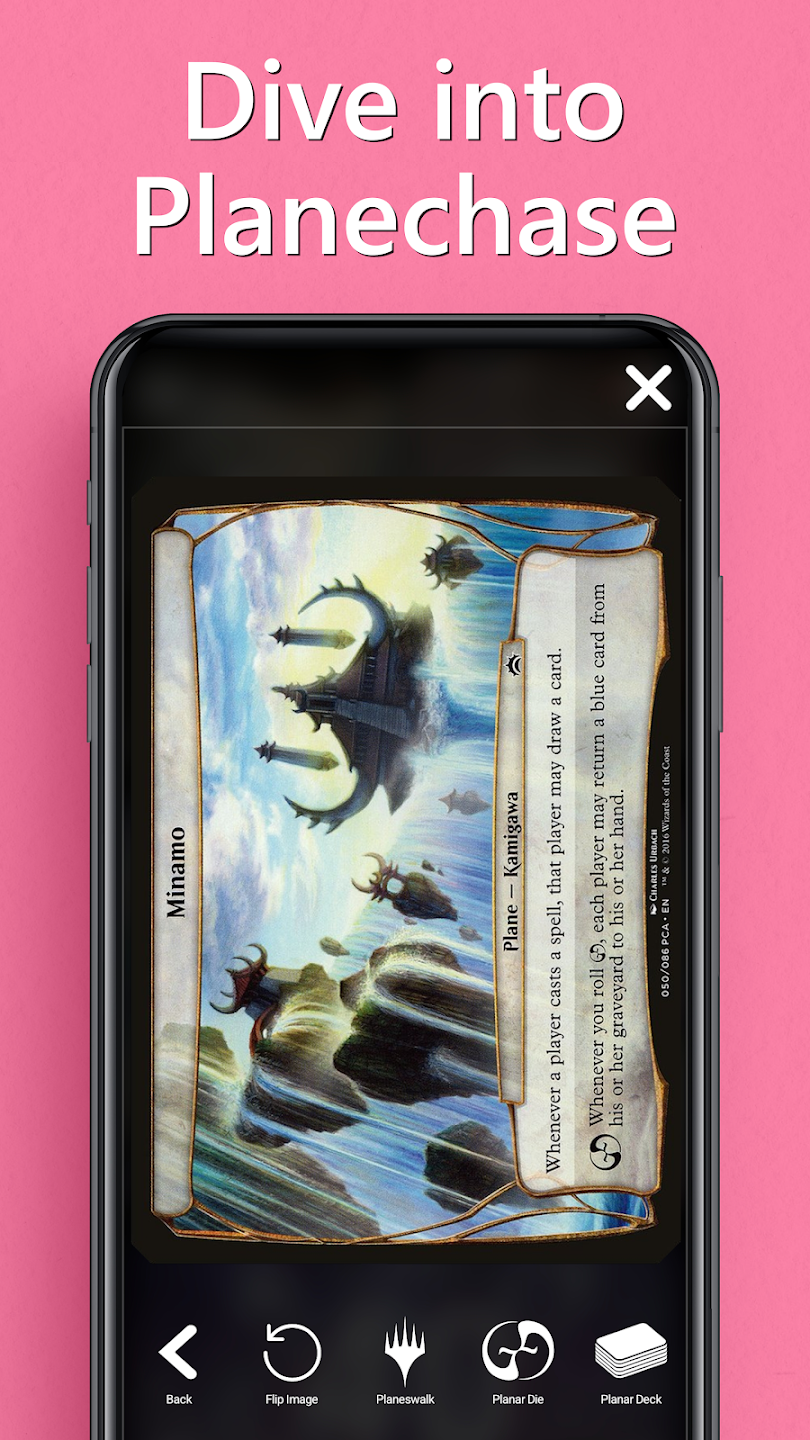 Dive into
Planechase
Minamo
Plane — Kamigawa
Whenever a player casts a spell, that player may draw a card.
Whenever you roll , each player may return a blue card from
his or her graveyard to his or her hand.
Charles Urbach
050/086 PCA • EN ™ & © 2016 Wizards of the Coast
Back
Flip Image
Planeswalk
Planar Die
Planar Deck